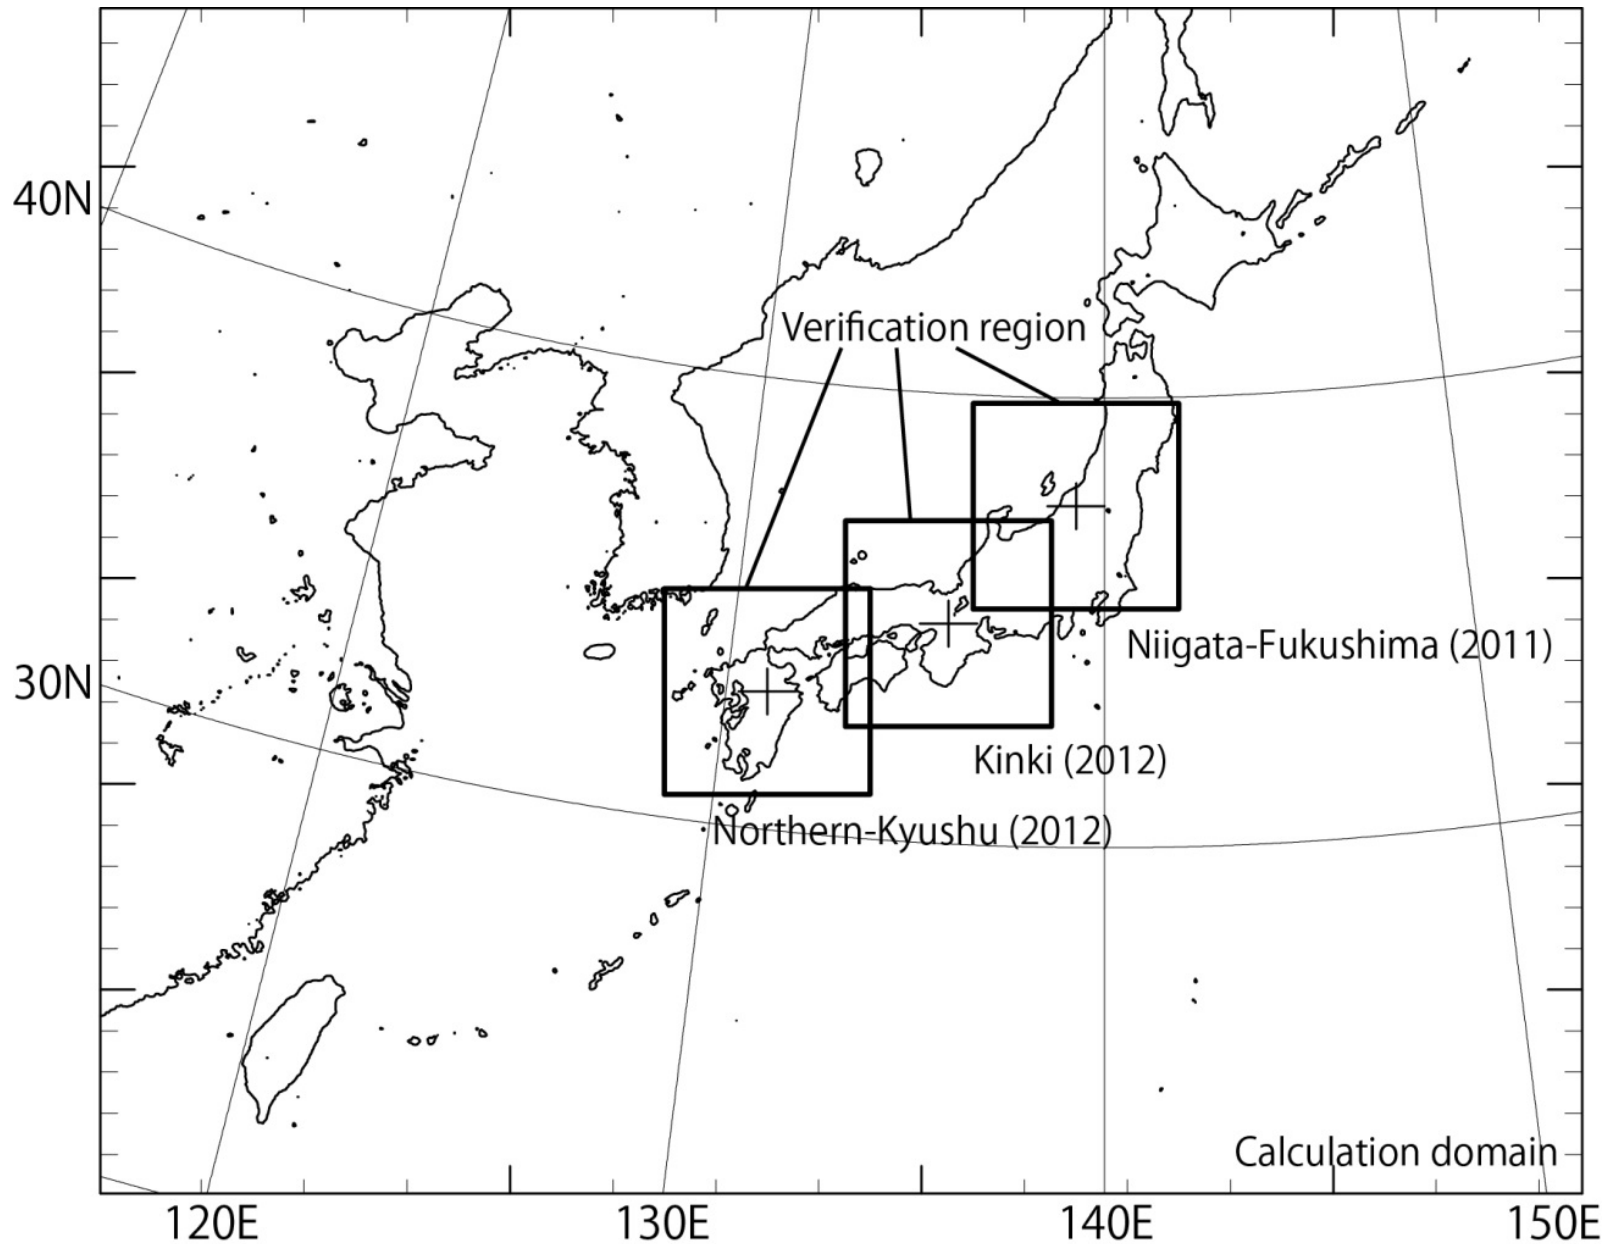 40N
Verification region
Niigata-Fukushima (2011)
30N
Kinki (2012)
Northern-Kyushu (2012)
Calculation domain
120E
130E
140E
150E